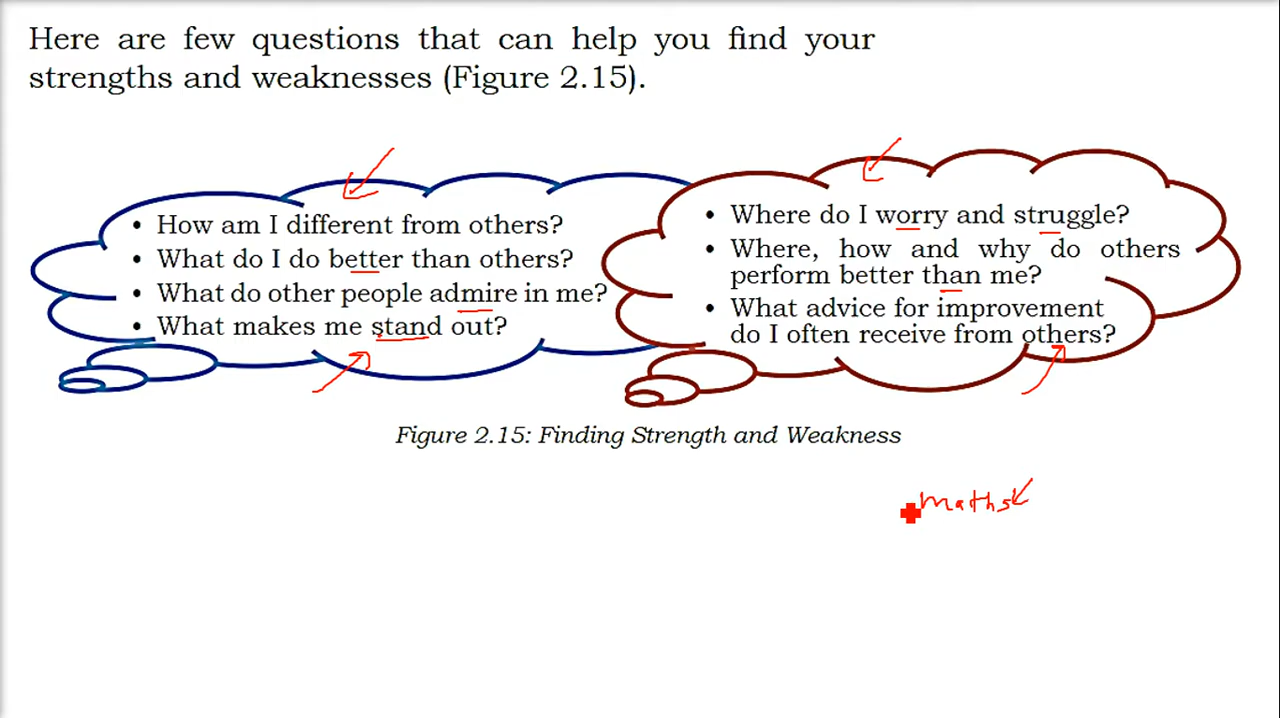 Here are few questions that can help you find your
strengths and weaknesses (Figure 2.15).
• How am I different from others?
• What do I do better than others?
• What do other people admire in me?
• What makes me stand out?
• Where do I worry and struggle?
• Where, how and why do others
perform better than me?
• What advice for improvement
do I often receive from others?
Figure 2.15: Finding Strength and Weakness
maths